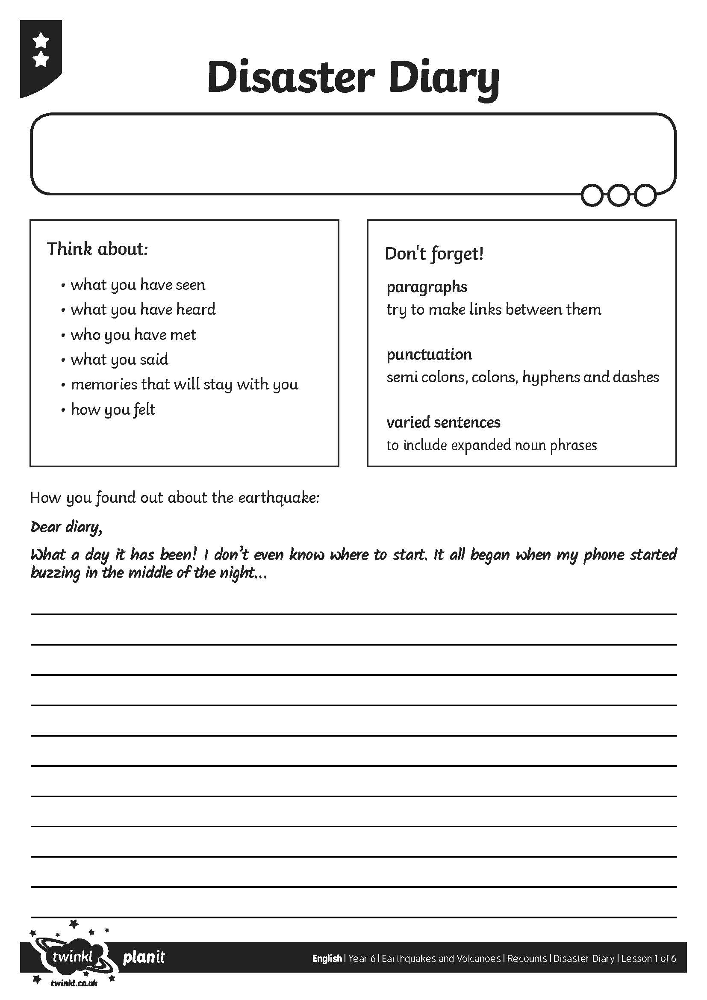 Disaster Diary
Think about:
• what you have seen
• what you have heard
• who you have met
• what you said
• memories that will stay with you
• how you felt
Don't forget!
paragraphs
try to make links between them
punctuation
semi colons, colons, hyphens and dashes
varied sentences
to include expanded noun phrases
How you found out about the earthquake:
Dear diary,
What a day it has been! I don't even know where to start. It all began when my phone started
buzzing in the middle of the night...
twinkl
planit
English | Year 6 | Earthquakes and Volcanoes | Recounts | Disaster Diary | Lesson 1 of 6
twinkl.co.uk